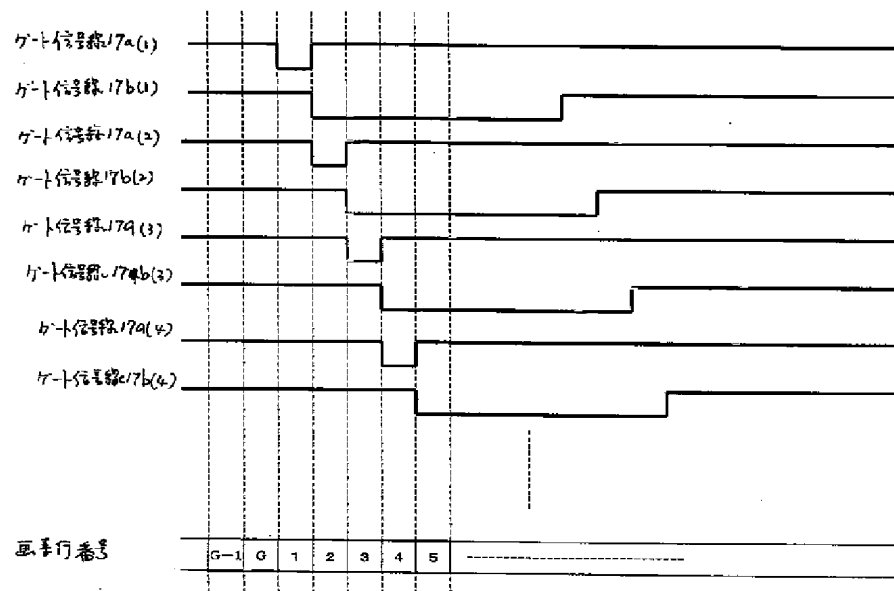 ゲート信号線17a(1)
ゲート信号線17b(1)
ゲート信号線17a(2)
ゲート信号線17b(2)
ゲート信号線17a(3)
ゲート信号線17b(3)
ゲート信号線17a(4)
ゲート信号線17b(4)
画素行番号 G-1 G 1 2 3 4 5